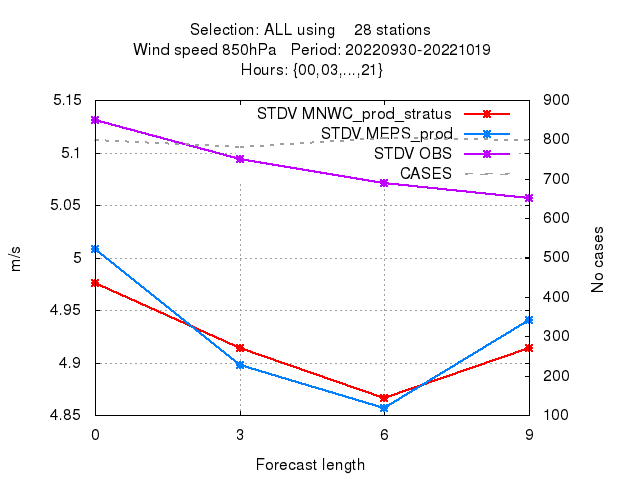 Selection: ALL using 28 stations
Wind speed 850hPa Period: 20220930-20221019
Hours: {00,03,...,21}
5.15
5.1
5.05
5
4.95
4.9
4.85
m/s
STDV MNWC_prod_stratus
STDV MEPS_prod
STDV OBS
CASES
900
800
700
600
500
400
300
200
100
No cases
0 3 6 9
Forecast length